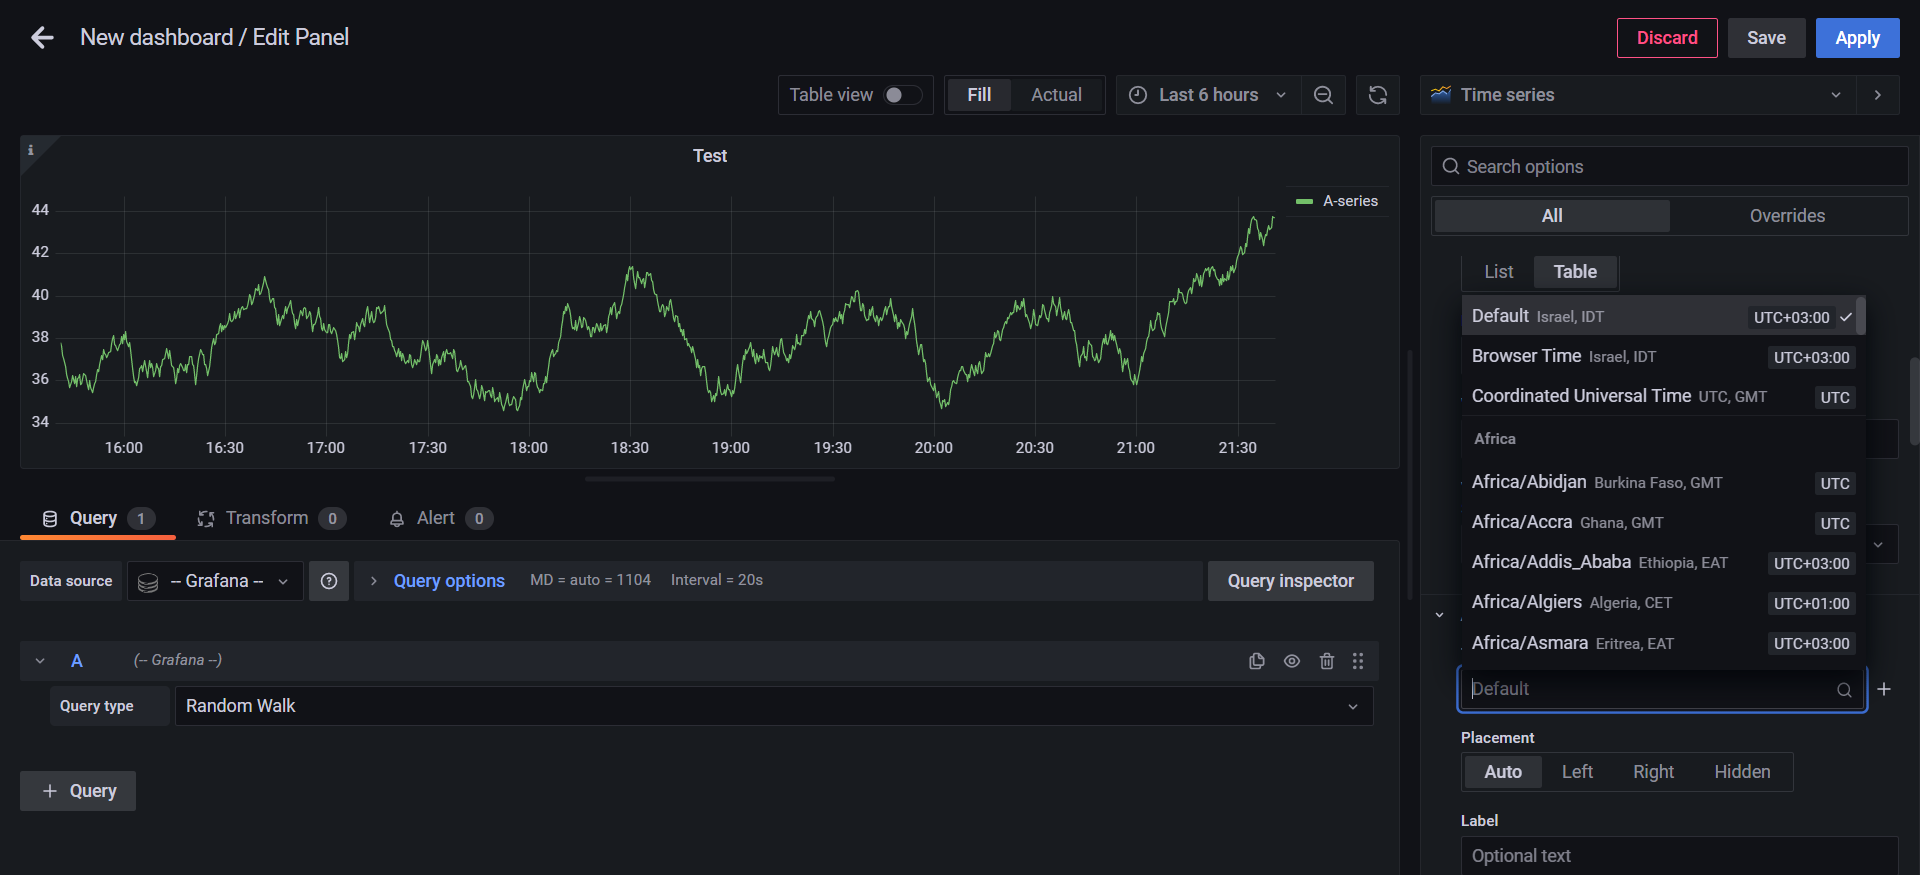 New dashboard / Edit Panel
Discard
Save
Apply
Table view
Fill
Actual
Last 6 hours
Time series
Test
A-series
44
42
40
38
36
34
16:00
16:30
17:00
17:30
18:00
18:30
19:00
19:30
20:00
20:30
21:00
21:30
Query 1
Transform 0
Alert 0
Data source
-- Grafana --
Query options
MD = auto = 1104
Interval = 20s
Query inspector
A
(-- Grafana --)
Query type
Random Walk
+ Query
Search options
All
Overrides
List
Table
Default Israel, IDT UTC+03:00
Browser Time Israel, IDT UTC+03:00
Coordinated Universal Time UTC, GMT UTC
Africa
Africa/Abidjan Burkina Faso, GMT UTC
Africa/Accra Ghana, GMT UTC
Africa/Addis_Ababa Ethiopia, EAT UTC+03:00
Africa/Algiers Algeria, CET UTC+01:00
Africa/Asmara Eritrea, EAT UTC+03:00
Default
Placement
Auto
Left
Right
Hidden
Label
Optional text